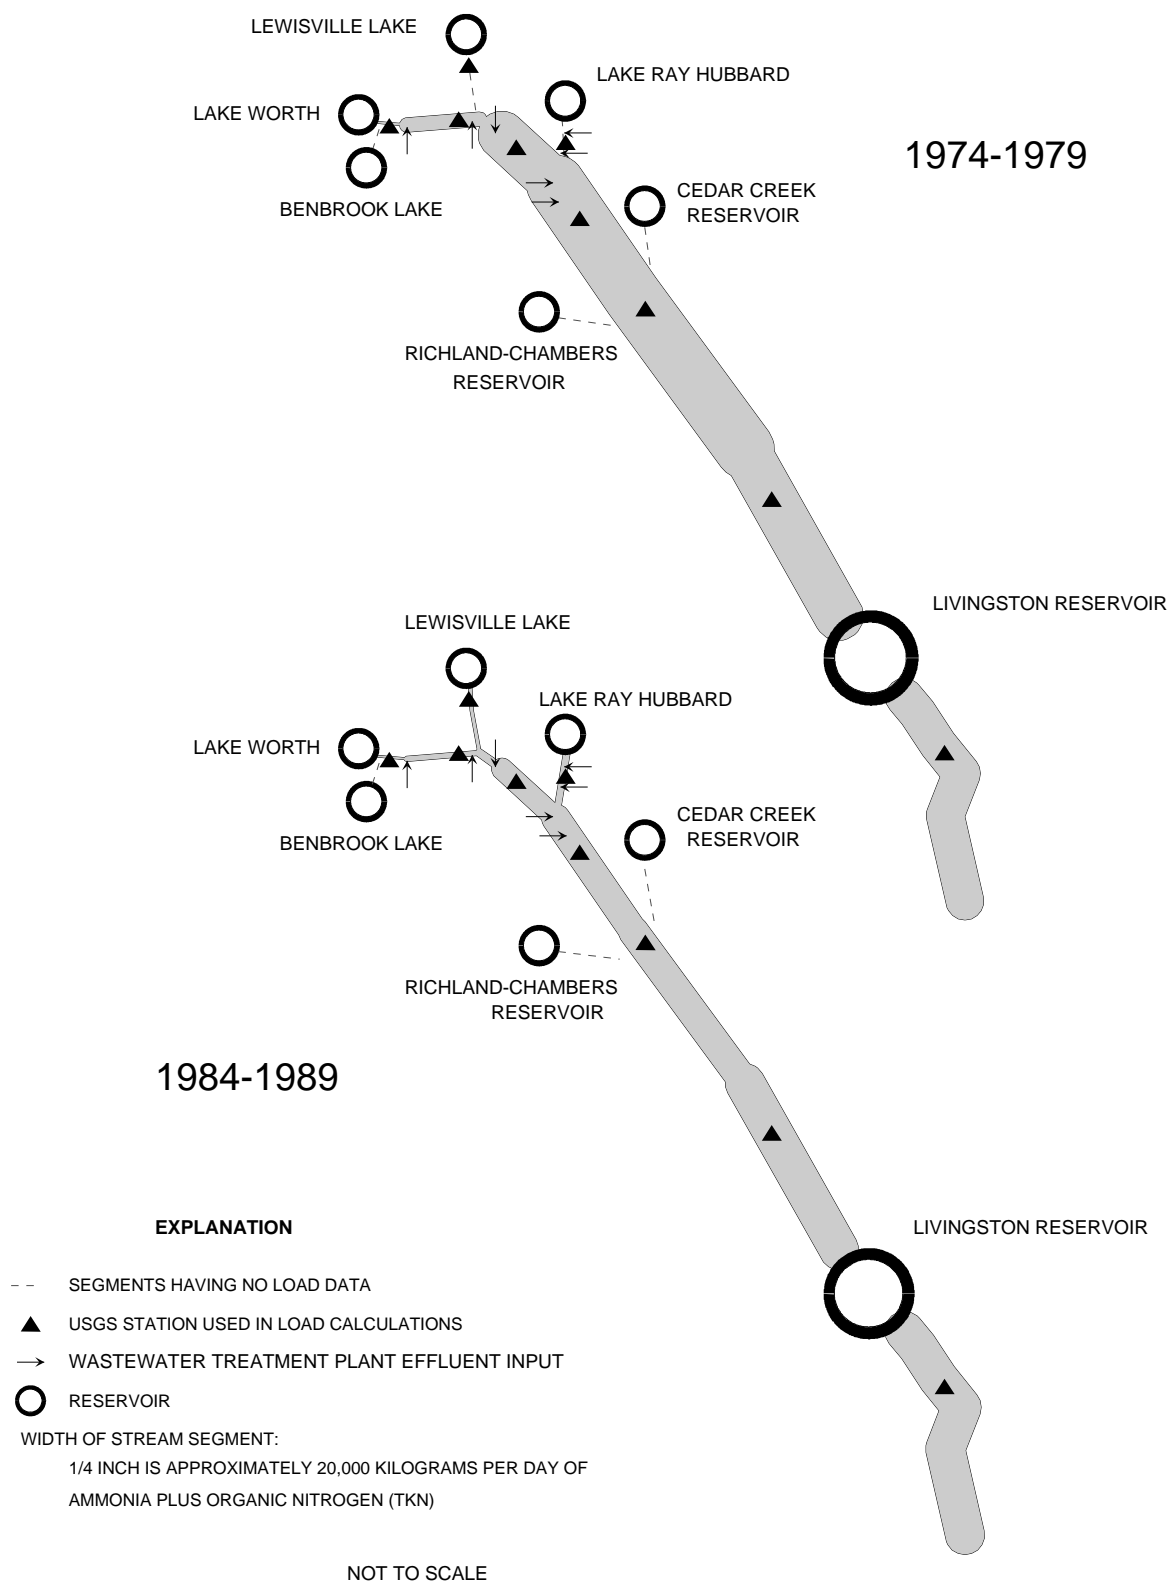 LEWISVILLE LAKE
LAKE RAY HUBBARD
LAKE WORTH
1974-1979
CEDAR CREEK
RESERVOIR
BENBROOK LAKE
RICHLAND-CHAMBERS
RESERVOIR
LIVINGSTON RESERVOIR
LEWISVILLE LAKE
LAKE RAY HUBBARD
LAKE WORTH
CEDAR CREEK
RESERVOIR
BENBROOK LAKE
RICHLAND-CHAMBERS
RESERVOIR
1984-1989
LIVINGSTON RESERVOIR
EXPLANATION
SEGMENTS HAVING NO LOAD DATA
USGS STATION USED IN LOAD CALCULATIONS
WASTEWATER TREATMENT PLANT EFFLUENT INPUT
RESERVOIR
WIDTH OF STREAM SEGMENT:
1/4 INCH IS APPROXIMATELY 20,000 KILOGRAMS PER DAY OF
AMMONIA PLUS ORGANIC NITROGEN (TKN)
NOT TO SCALE